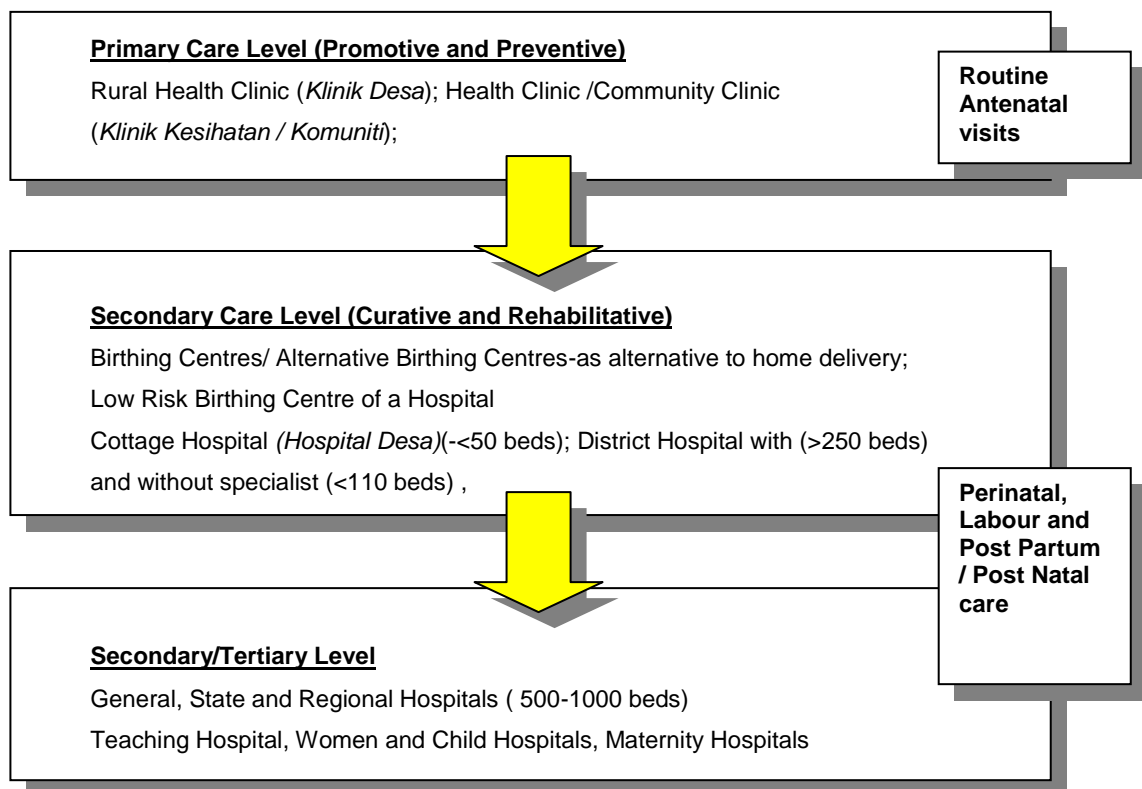 Primary Care Level (Promotive and Preventive)
Rural Health Clinic (Klinik Desa); Health Clinic /Community Clinic
(Klinik Kesihatan / Komuniti);
Routine
Antenatal
visits
Secondary Care Level (Curative and Rehabilitative)
Birthing Centres/ Alternative Birthing Centres-as alternative to home delivery;
Low Risk Birthing Centre of a Hospital
Cottage Hospital (Hospital Desa)(-<50 beds); District Hospital with (>250 beds)
and without specialist (<110 beds) ,
Perinatal,
Labour and
Post Partum
/ Post Natal
care
Secondary/Tertiary Level
General, State and Regional Hospitals ( 500-1000 beds)
Teaching Hospital, Women and Child Hospitals, Maternity Hospitals